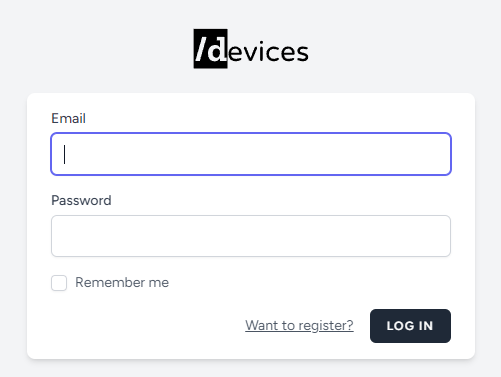 /devices
Email
Password
Remember me
Want to register? LOG IN